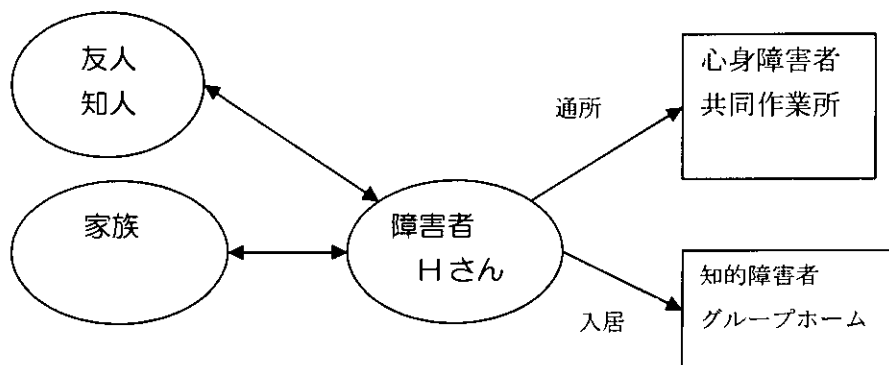 友人
知人
家族
障害者
Hさん
通所
入居
心身障害者
共同作業所
知的障害者
グループホーム